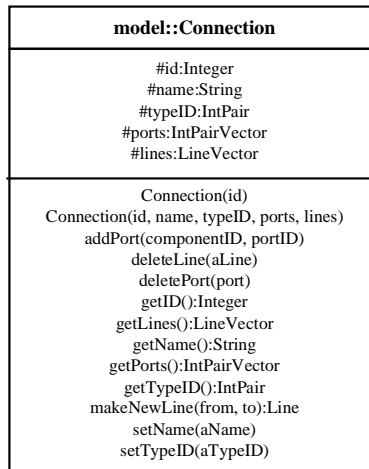 model::Connection
#id:Integer
#name:String
#typeID:IntPair
#ports:IntPairVector
#lines:LineVector
Connection(id)
Connection(id, name, typeID, ports, lines)
addPort(componentID, portID)
deleteLine(aLine)
deletePort(port)
getID():Integer
getLines():LineVector
getName():String
getPorts():IntPairVector
getTypeID():IntPair
makeNewLine(from, to):Line
setName(aName)
setTypeID(aTypeID)